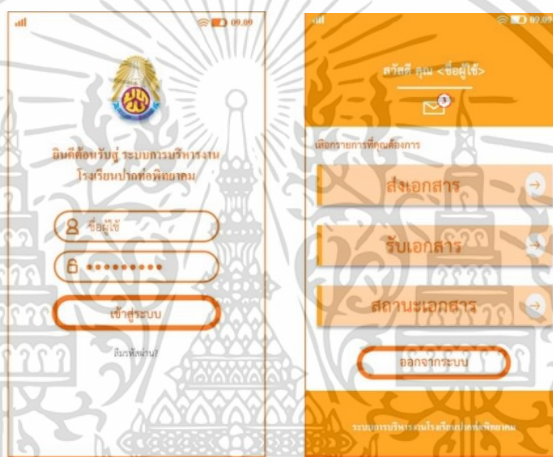 09.09
ยินดีต้อนรับสู่ ระบบการบริหารงาน
โรงเรียนปากท่อพิทยาคม
ชื่อผู้ใช้
เข้าสู่ระบบ
ลืมรหัสผ่าน?
09.09
สวัสดี คุณ <ชื่อผู้ใช้>
3
เลือกรายการที่คุณต้องการ
ส่งเอกสาร
รับเอกสาร
สถานะเอกสาร
ออกจากระบบ
ระบบการบริหารงานโรงเรียนปากท่อพิทยาคม